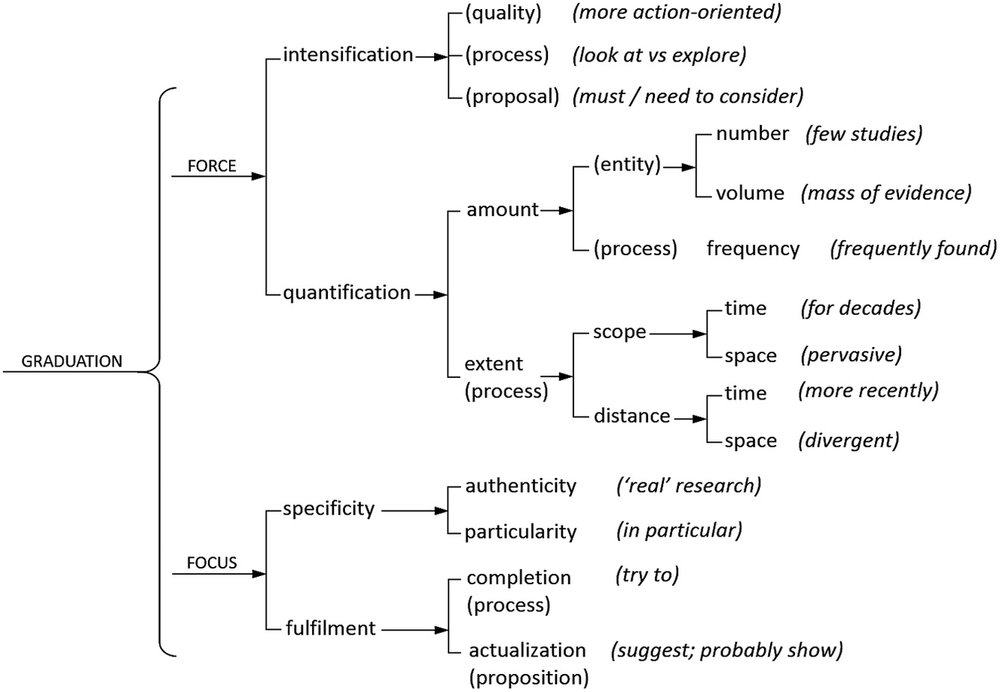 (quality) (more action-oriented)
intensification (process) (look at vs explore)
(proposal) (must / need to consider)
number (few studies)
FORCE (entity)
volume (mass of evidence)
amount
(process) frequency (frequently found)
quantification
time (for decades)
scope
space (pervasive)
GRADUATION
extent
(process)
time (more recently)
distance
space (divergent)
authenticity (‘real’ research)
specificity
particularity (in particular)
FOCUS
completion (try to)
(process)
fulfilment
actualization (suggest; probably show)
(proposition)